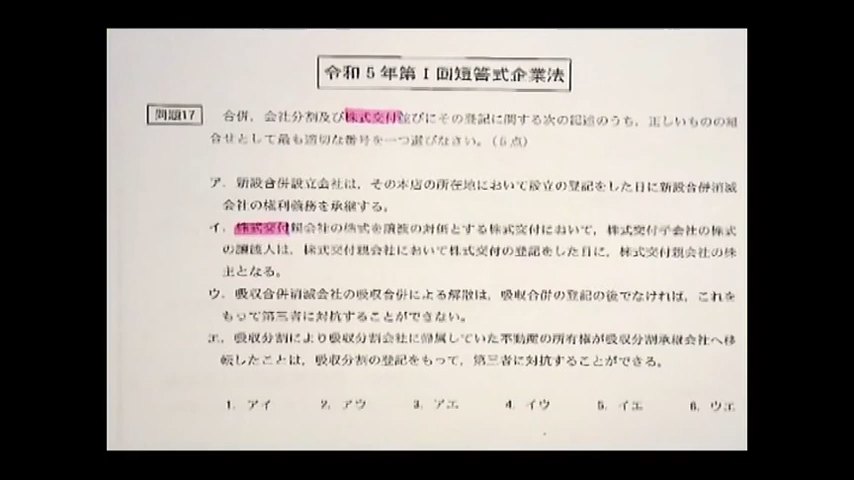 令和5年第Ⅰ回短答式企業法
問題17 合併、会社分割及び株式交付並びにその登記に関する次の記述のうち、正しいものの組
合せとして最も適切な番号を一つ選びなさい。(5点)
ア. 新設合併設立会社は、その本店の所在地において設立の登記をした日に新設合併消滅
会社の権利義務を承継する。
イ. 株式交付親会社の株式を譲渡の対価とする株式交付において、株式交付子会社の株式
の譲渡人は、株式交付親会社において株式交付の登記をした日に、株式交付親会社の株
主となる。
ウ. 吸収合併消滅会社の吸収合併による解散は、吸収合併の登記の後でなければ、これを
もって第三者に対抗することができない。
エ. 吸収分割により吸収分割会社に帰属していた不動産の所有権が吸収分割承継会社へ移
転したことは、吸収分割の登記をもって、第三者に対抗することができる。
1. アイ 2. アウ 3. アエ 4. イウ 5. イエ 6. ウエ